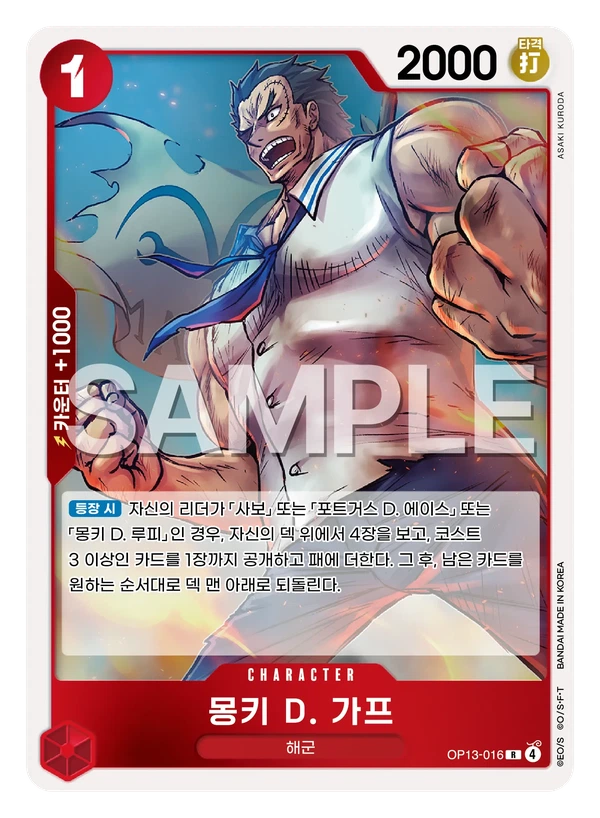 1
2000
타격
打
ASAKI KURODA
MA
카운터 +1000
SAMPLE
등장 시 자신의 리더가 「사보」 또는 「포트거스 D. 에이스」 또는
「몽키 D. 루피」인 경우, 자신의 덱 위에서 4장을 보고, 코스트
3 이상인 카드를 1장까지 공개하고 패에 더한다. 그 후, 남은 카드를
원하는 순서대로 덱 맨 아래로 되돌린다.
CHARACTER
몽키 D. 가프
해군
OP13-016 R 4
©EO/S ©O/S·F·T BANDAI MADE IN KOREA